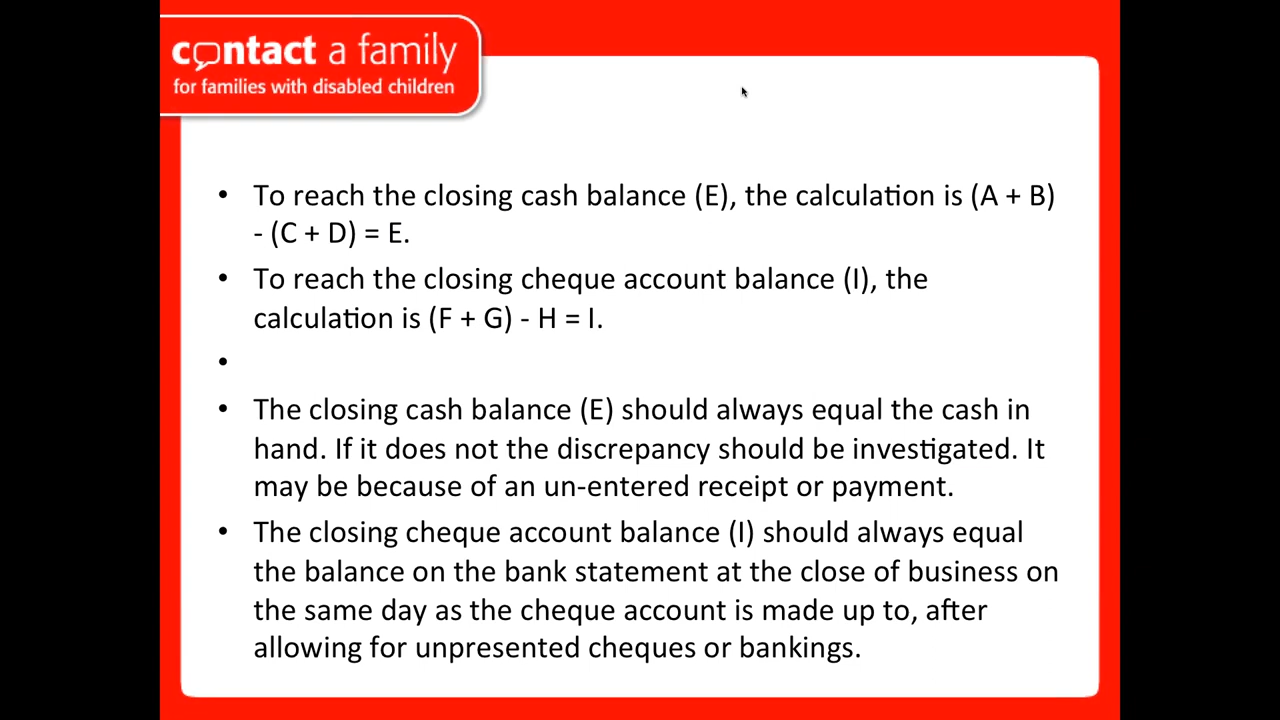 contact a family
for families with disabled children
• To reach the closing cash balance (E), the calculation is (A + B)
- (C + D) = E.
• To reach the closing cheque account balance (I), the
calculation is (F + G) - H = I.
•
• The closing cash balance (E) should always equal the cash in
hand. If it does not the discrepancy should be investigated. It
may be because of an un-entered receipt or payment.
• The closing cheque account balance (I) should always equal
the balance on the bank statement at the close of business on
the same day as the cheque account is made up to, after
allowing for unpresented cheques or bankings.